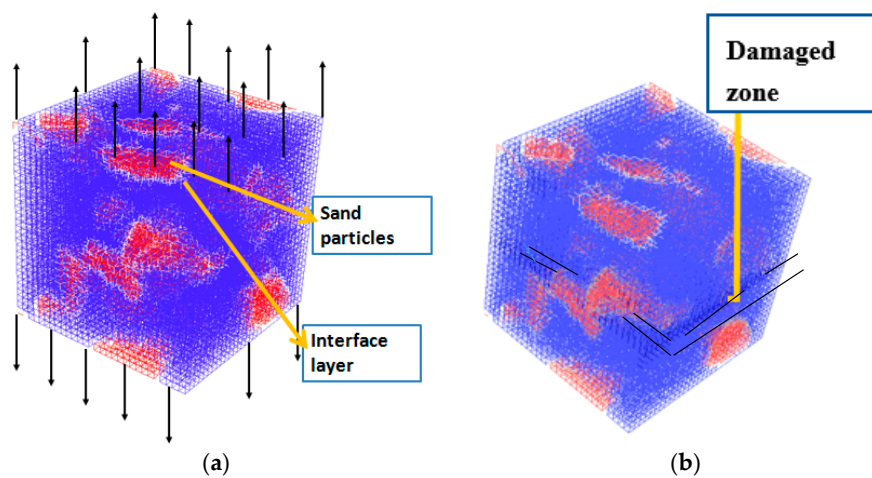 Damaged
zone
Sand
particles
Interface
layer
(a)
(b)